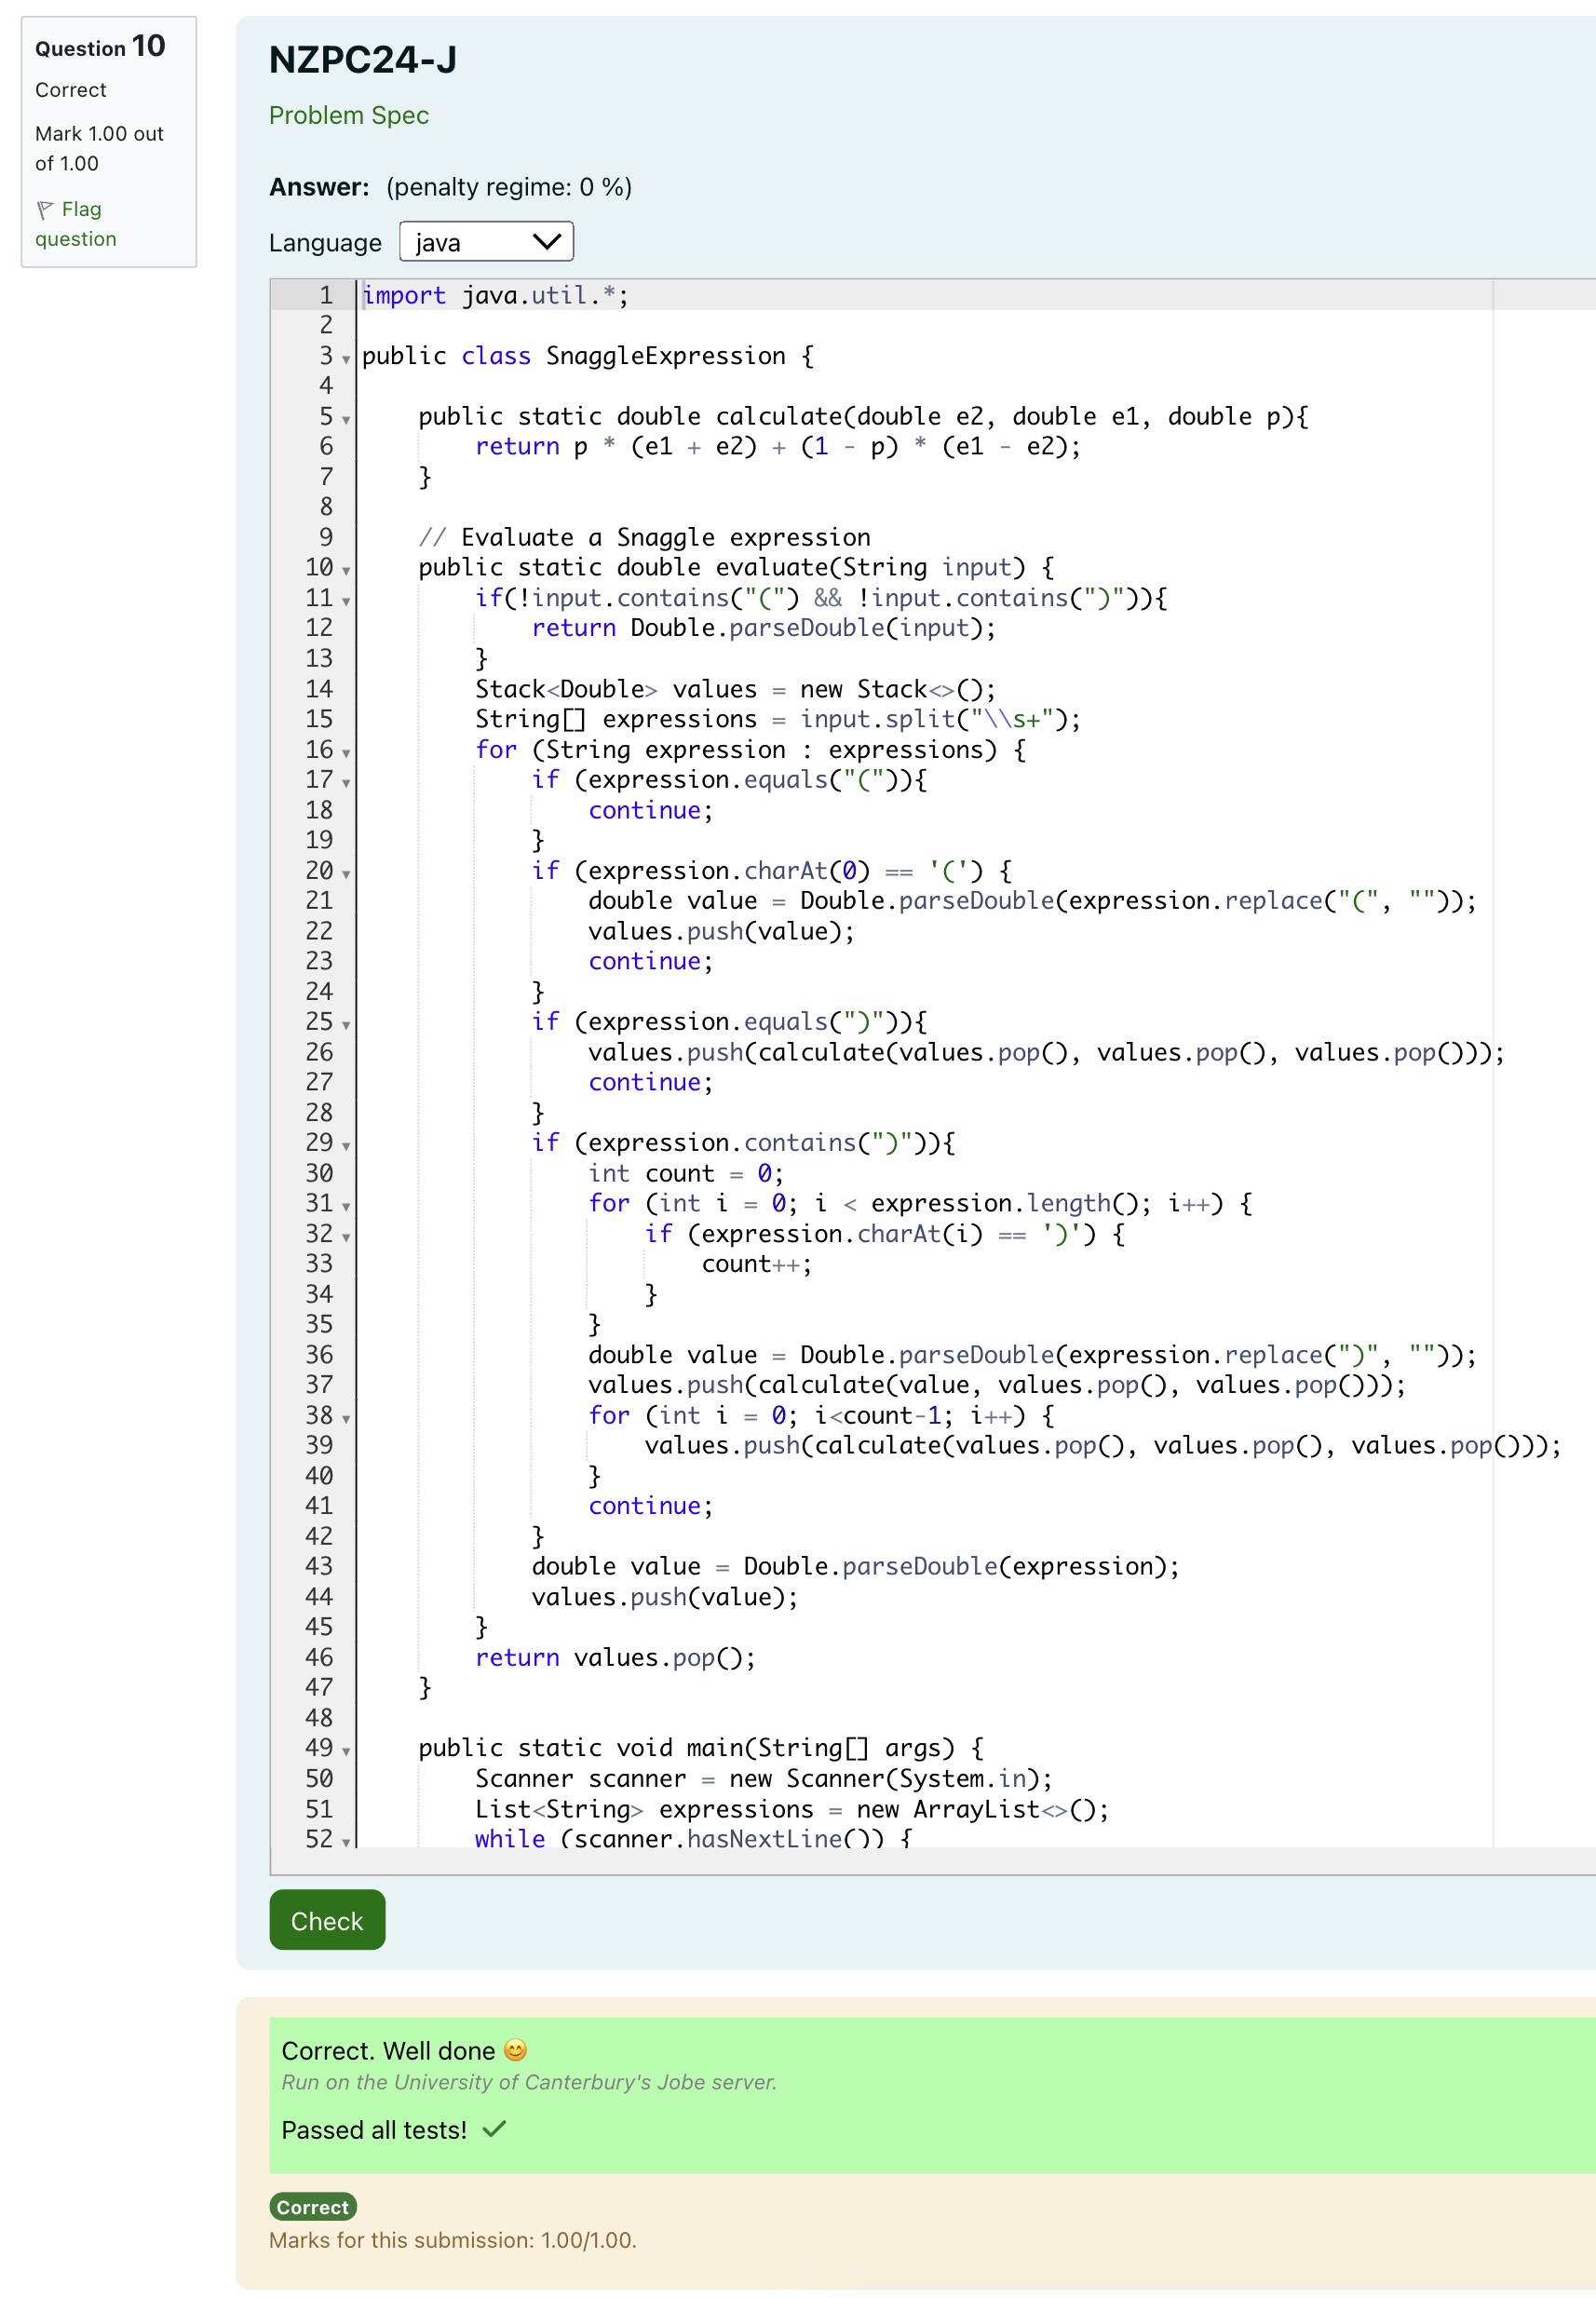 Question 10
Correct
Mark 1.00 out
of 1.00
Flag
question
NZPC24-J
Problem Spec
Answer: (penalty regime: 0 %)
Language java
1 import java.util.*;
2
3 public class SnaggleExpression {
4
5     public static double calculate(double e2, double e1, double p){
6         return p * (e1 + e2) + (1 - p) * (e1 - e2);
7     }
8
9     // Evaluate a Snaggle expression
10     public static double evaluate(String input) {
11         if(!input.contains("(") && !input.contains(")")){
12             return Double.parseDouble(input);
13         }
14         Stack<Double> values = new Stack<>();
15         String[] expressions = input.split("\\s+");
16         for (String expression : expressions) {
17             if (expression.equals("(")){
18                 continue;
19             }
20             if (expression.charAt(0) == '(') {
21                 double value = Double.parseDouble(expression.replace("(", ""));
22                 values.push(value);
23                 continue;
24             }
25             if (expression.equals(")")){
26                 values.push(calculate(values.pop(), values.pop(), values.pop()));
27                 continue;
28             }
29             if (expression.contains(")")){
30                 int count = 0;
31                 for (int i = 0; i < expression.length(); i++) {
32                     if (expression.charAt(i) == ')') {
33                         count++;
34                     }
35                 }
36                 double value = Double.parseDouble(expression.replace(")", ""));
37                 values.push(calculate(value, values.pop(), values.pop()));
38                 for (int i = 0; i<count-1; i++) {
39                     values.push(calculate(values.pop(), values.pop(), values.pop()));
40                 }
41                 continue;
42             }
43             double value = Double.parseDouble(expression);
44             values.push(value);
45         }
46         return values.pop();
47     }
48
49     public static void main(String[] args) {
50         Scanner scanner = new Scanner(System.in);
51         List<String> expressions = new ArrayList<>();
52         while (scanner.hasNextLine()) {
Check
Correct. Well done 😊
Run on the University of Canterbury's Jobe server.
Passed all tests! ✓
Correct
Marks for this submission: 1.00/1.00.